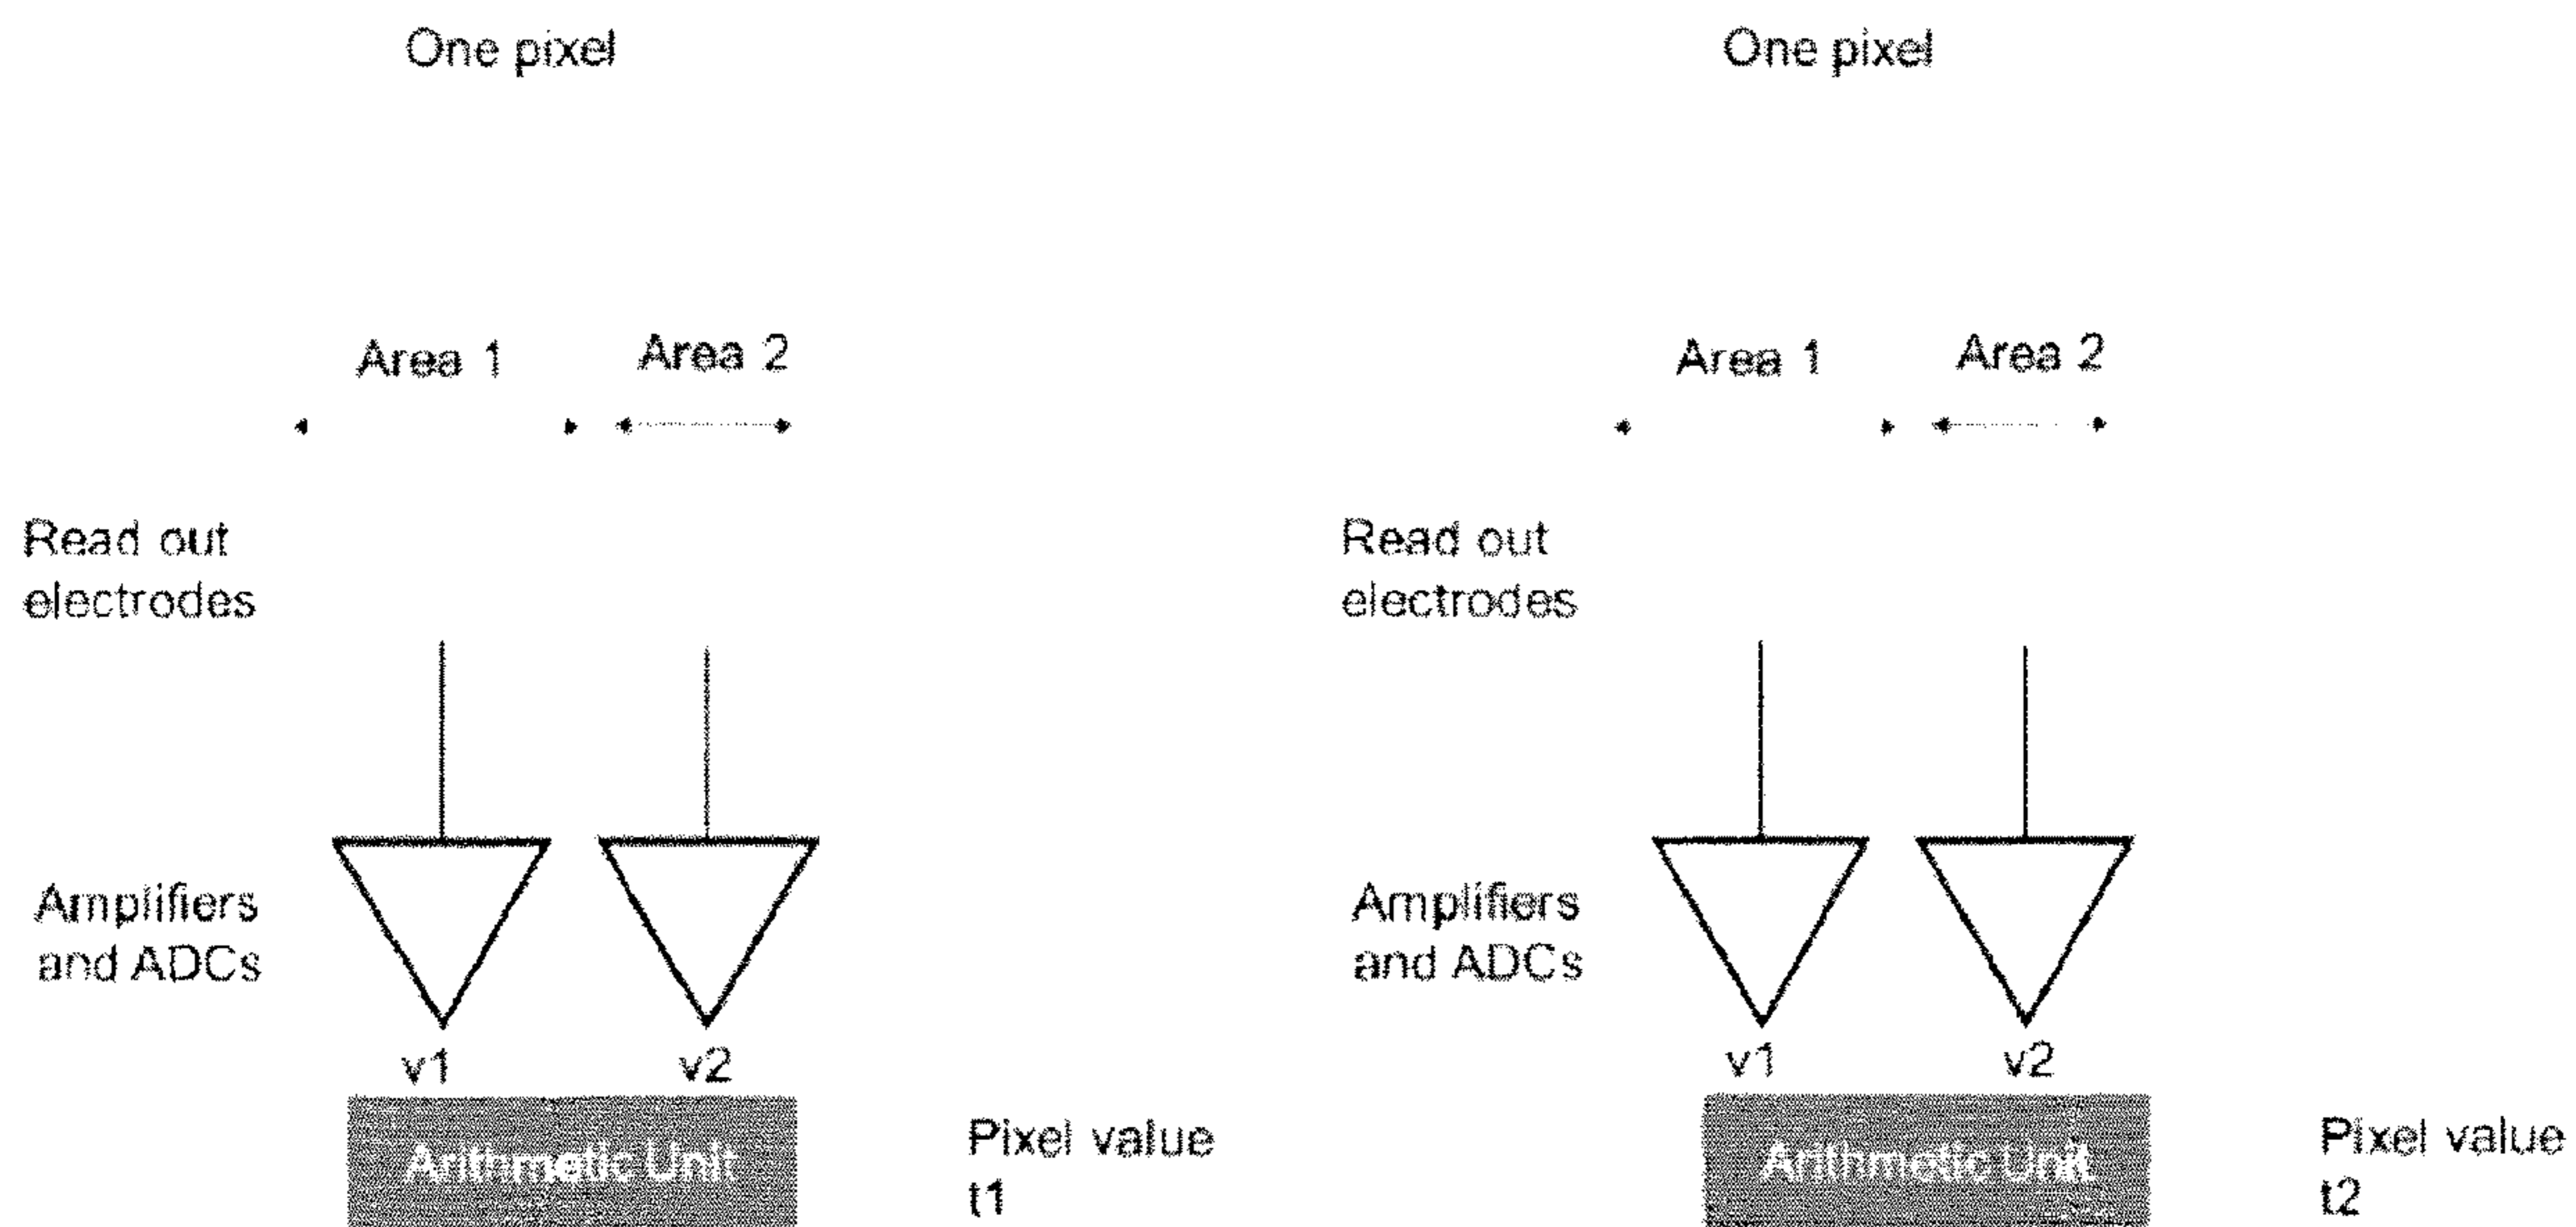 One pixel
Area 1
Area 2
Read out
electrodes
Amplifiers
and ADCs
v1
v2
Arithmetic Unit
Pixel value
t1
One pixel
Area 1
Area 2
Read out
electrodes
Amplifiers
and ADCs
v1
v2
Arithmetic Unit
Pixel value
t2